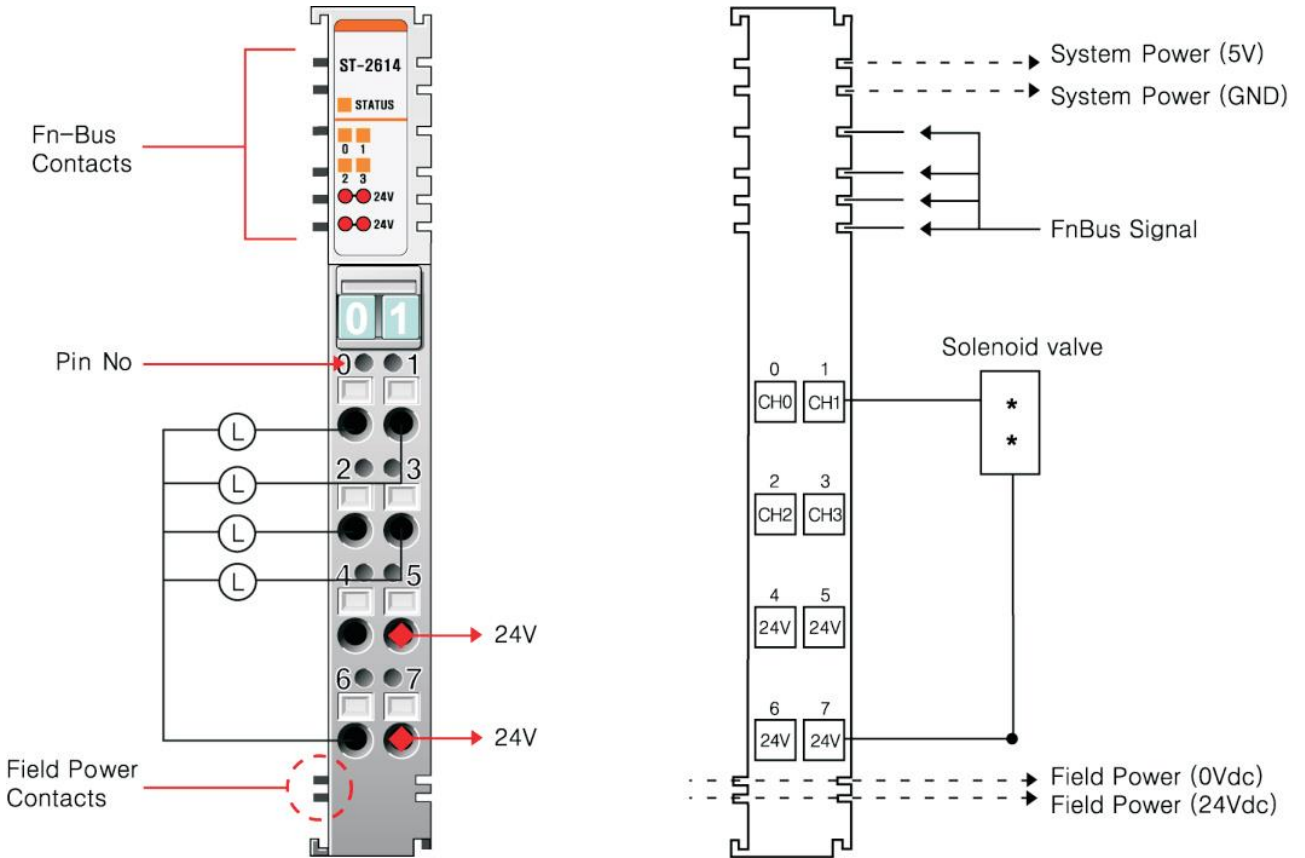 ST-2614
STATUS
0 1
2 3
24V
24V
Fn-Bus
Contacts
0 1
Pin No
0 1
L
2 3
L
L
L
4 5
24V
6 7
24V
Field Power
Contacts
System Power (5V)
System Power (GND)
FnBus Signal
Solenoid valve
0 1
CH0 CH1
* 
*
2 3
CH2 CH3
4 5
24V 24V
6 7
24V 24V
Field Power (0Vdc)
Field Power (24Vdc)